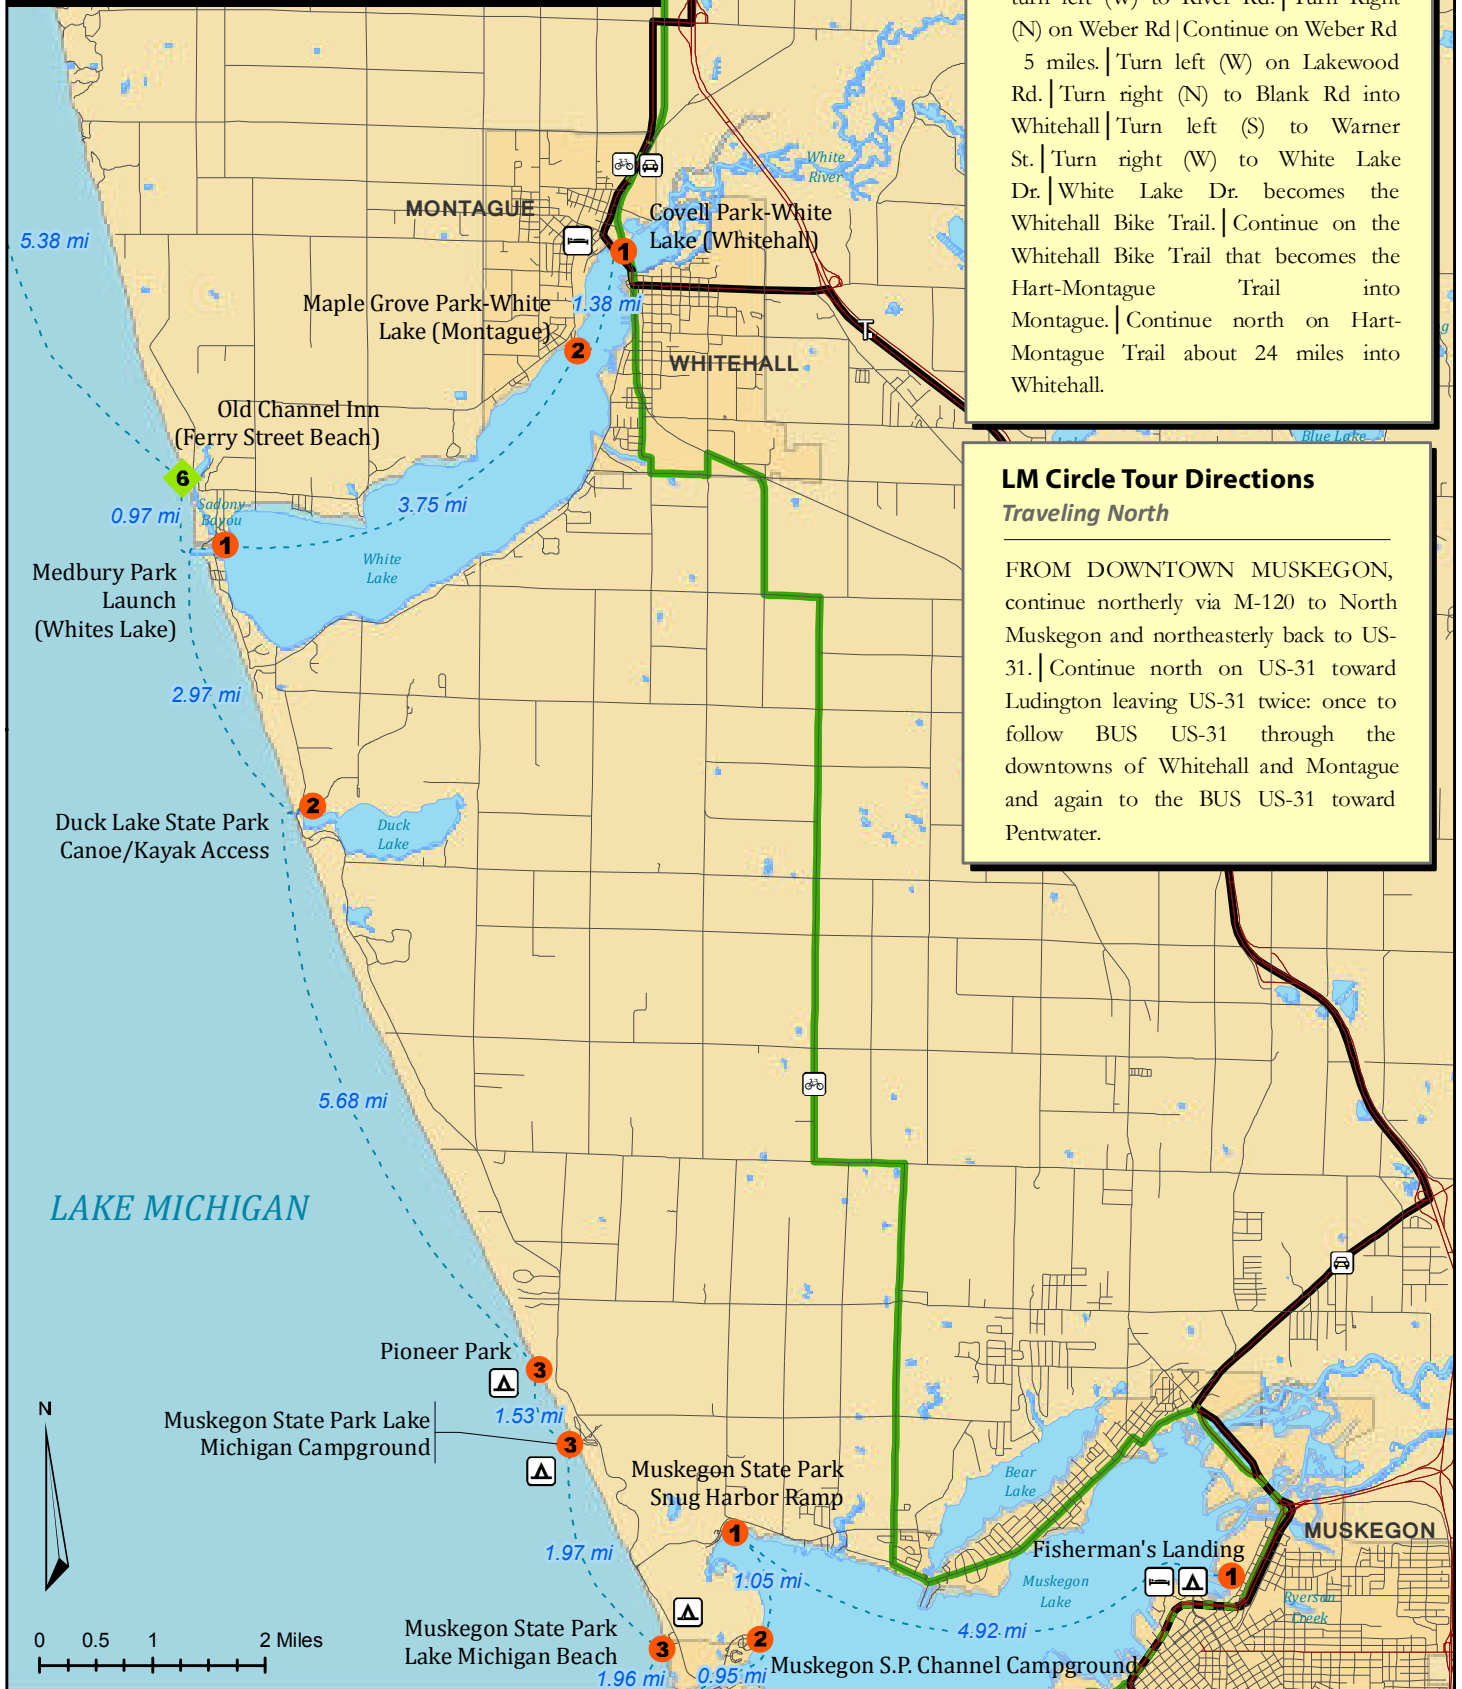 turn left (W) to River Rd.| Turn Right
(N) on Weber Rd|Continue on Weber Rd
5 miles.| Turn left (W) on Lakewood
Rd.| Turn right (N) to Blank Rd into
Whitehall| Turn left (S) to Warner
St.| Turn right (W) to White Lake
Dr.| White Lake Dr. becomes the
Whitehall Bike Trail.| Continue on the
Whitehall Bike Trail that becomes the
Hart-Montague Trail into
Montague.| Continue north on Hart-
Montague Trail about 24 miles into
Whitehall.
Blue Lake
LM Circle Tour Directions
Traveling North
FROM DOWNTOWN MUSKEGON,
continue northerly via M-120 to North
Muskegon and northeasterly back to US-
31.| Continue north on US-31 toward
Ludington leaving US-31 twice: once to
follow BUS US-31 through the
downtowns of Whitehall and Montague
and again to the BUS US-31 toward
Pentwater.
White
River
MONTAGUE
Covell Park-White
Lake (Whitehall)
1
5.38 mi
Maple Grove Park-White
Lake (Montague)
1.38 mi
2
T.
WHITEHALL
Old Channel Inn
(Ferry Street Beach)
6
Sadony
Bayou
0.97 mi
3.75 mi
1
White
Lake
Medbury Park
Launch
(Whites Lake)
2.97 mi
2
Duck Lake State Park
Canoe/Kayak Access
Duck
Lake
5.68 mi
LAKE MICHIGAN
Pioneer Park
3
1.53 mi
Muskegon State Park Lake
Michigan Campground
3
N
Muskegon State Park
Snug Harbor Ramp
1
Bear
Lake
MUSKEGON
Fisherman's Landing
1
1.97 mi
1.05 mi
Muskegon
Lake
Ryerson
Creek
4.92 mi
Muskegon State Park
Lake Michigan Beach
3
2
Muskegon S.P. Channel Campground
1.96 mi
0.95 mi
0 0.5 1 2 Miles